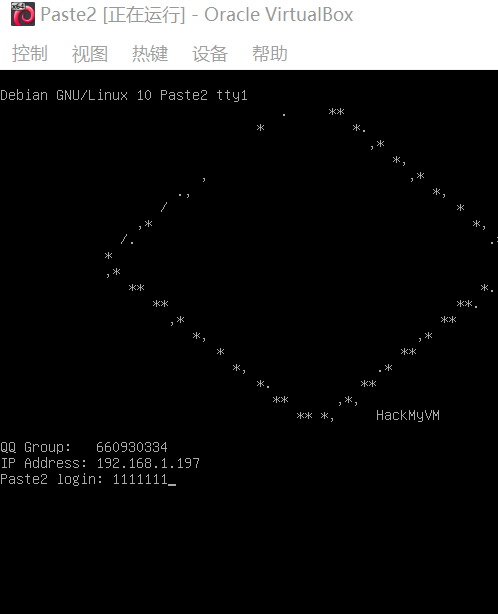 Paste2 [正在运行] - Oracle VirtualBox
控制 视图 热键 设备 帮助
Debian GNU/Linux 10 Paste2 tty1
. **
* *.
,*
*,
, ,*
., *,
/ *
,* *,
/. .*
*
,*
** *.
** **.
,* **
*, ,*
* **
*, .*
*. **
** ,*,
** *, HackMyVM
QQ Group: 660930334
IP Address: 192.168.1.197
Paste2 login: 1111111_